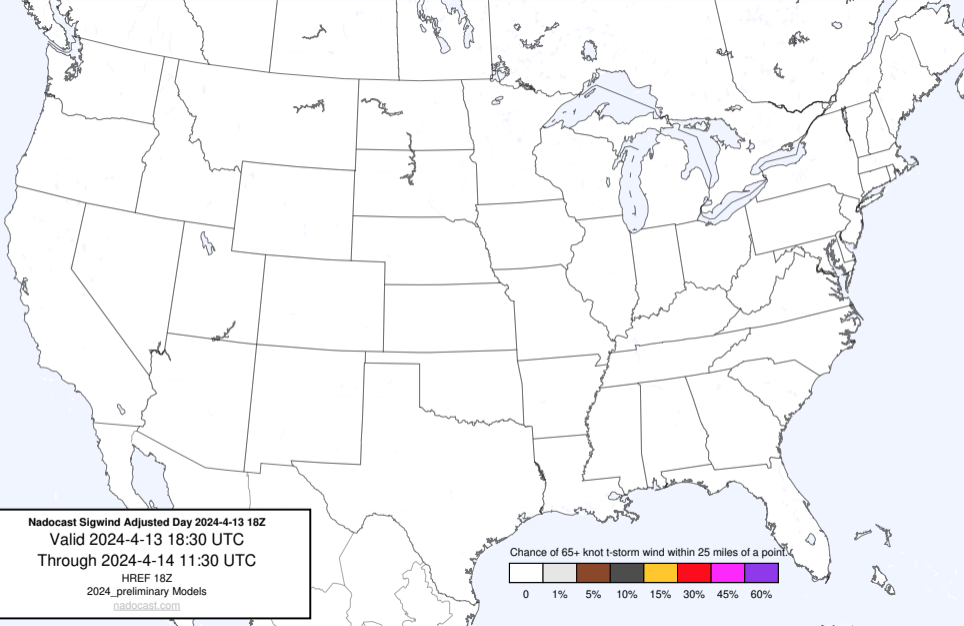 Nadocast Sigwind Adjusted Day 2024-4-13 18Z
Valid 2024-4-13 18:30 UTC
Through 2024-4-14 11:30 UTC
HREF 18Z
2024_preliminary Models
nadocast.com
Chance of 65+ knot t-storm wind within 25 miles of a point.
0 1% 5% 10% 15% 30% 45% 60%